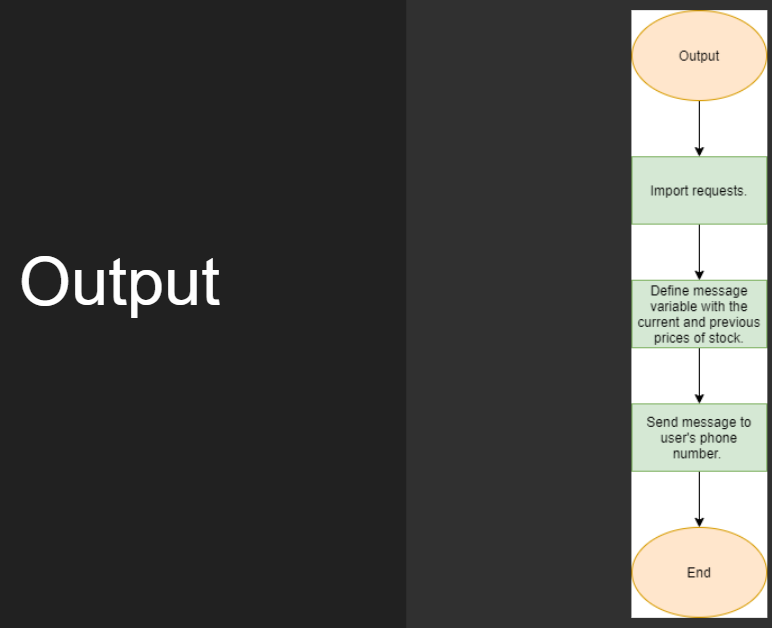 Output
Output
Import requests.
Define message
variable with the
current and previous
prices of stock.
Send message to
user's phone
number.
End